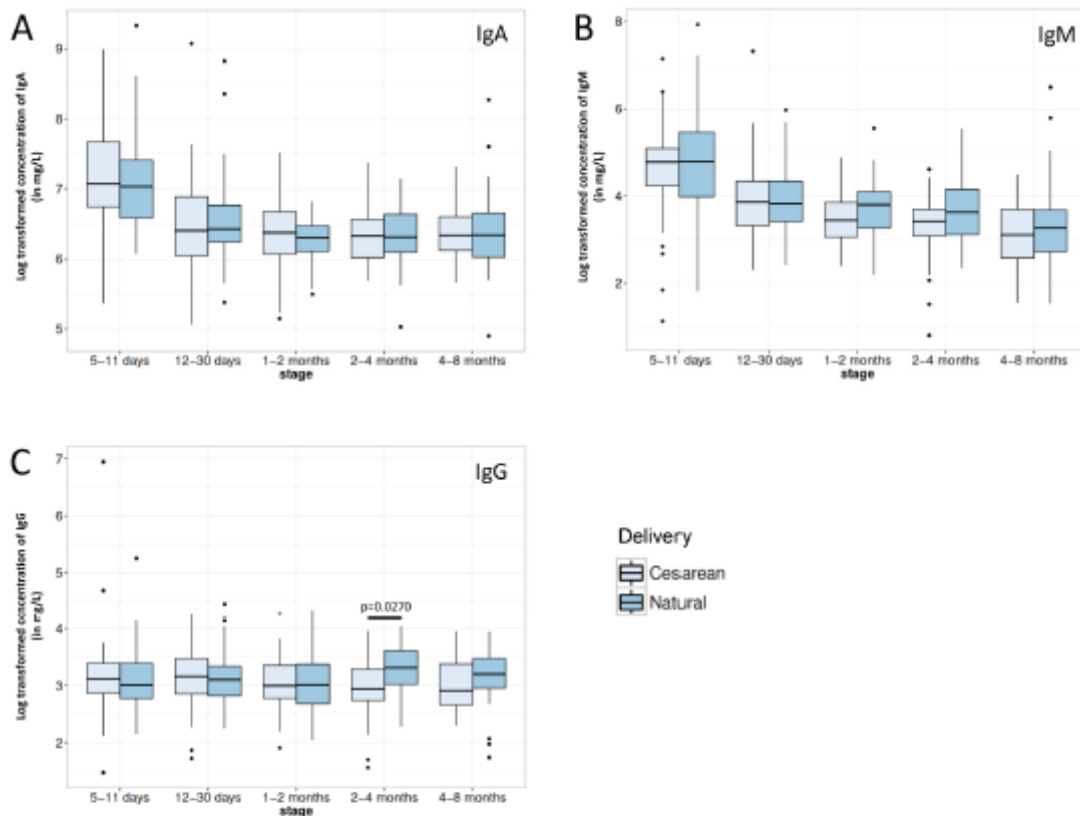 A
IgA
Log transformed concentration of IgA
(in mg/L)
9
8
7
6
5
5–11 days 12–30 days 1–2 months 2–4 months 4–8 months
stage
B
IgM
Log transformed concentration of IgM
(in mg/L)
8
6
4
2
5–11 days 12–30 days 1–2 months 2–4 months 4–8 months
stage
C
IgG
Log transformed concentration of IgG
(in mg/L)
7
6
5
4
3
2
p=0.0270
5–11 days 12–30 days 1–2 months 2–4 months 4–8 months
stage
Delivery
Cesarean
Natural